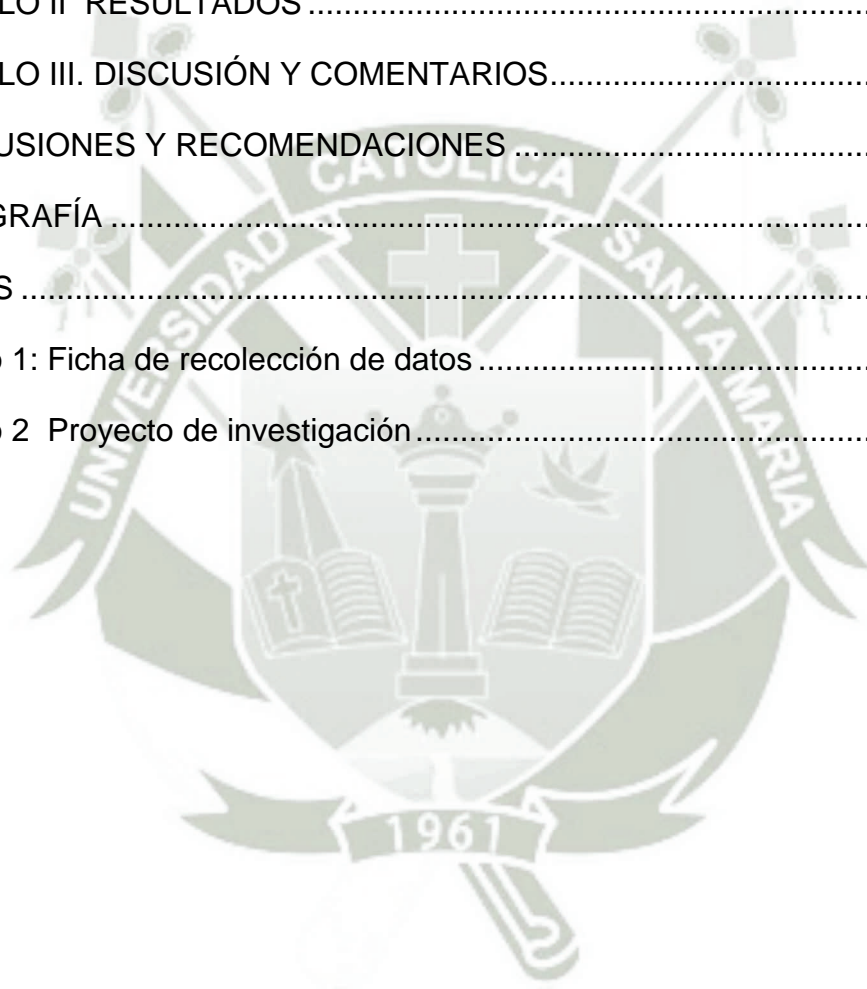 LO II RESULTADOS ....................................................................
LO III. DISCUSIÓN Y COMENTARIOS.......................................
USIONES Y RECOMENDACIONES ...........................................
GRAFÍA ............................................................................................
S .......................................................................................................
o 1: Ficha de recolección de datos ................................................
o 2 Proyecto de investigación.......................................................
UNIVERSIDAD CATOLICA SANTA MARIA
1961